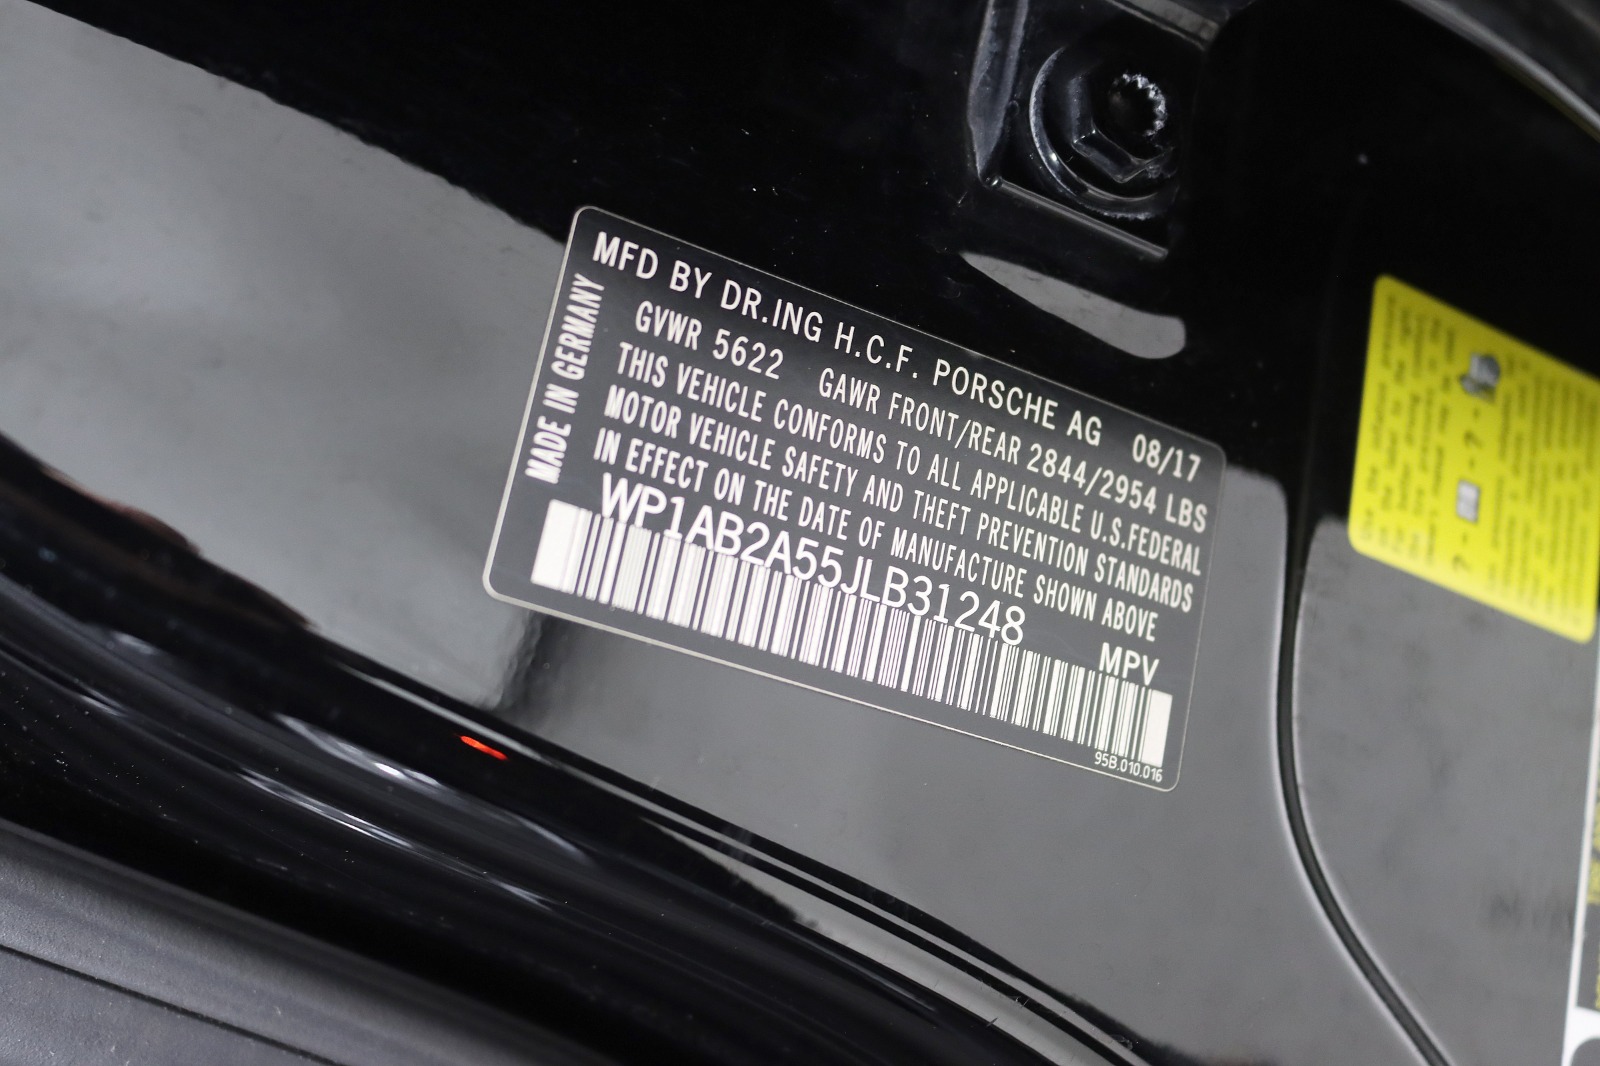 MFD BY DR.ING H.C.F. PORSCHE AG 08/17
GVWR 5622 GAWR FRONT/REAR 2844/2954 LBS
THIS VEHICLE CONFORMS TO ALL APPLICABLE U.S.FEDERAL
MOTOR VEHICLE SAFETY AND THEFT PREVENTION STANDARDS
IN EFFECT ON THE DATE OF MANUFACTURE SHOWN ABOVE
WP1AB2A55JLB31248
MPV
95B.010.016
MADE IN GERMANY